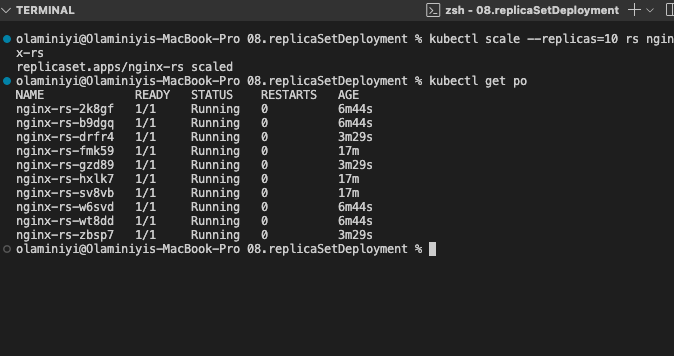 TERMINAL
zsh - 08.replicaSetDeployment
olaminiyi@Olaminiyis-MacBook-Pro 08.replicaSetDeployment % kubectl scale --replicas=10 rs ngin
x-rs
replicaset.apps/nginx-rs scaled
olaminiyi@Olaminiyis-MacBook-Pro 08.replicaSetDeployment % kubectl get po
NAME READY STATUS RESTARTS AGE
nginx-rs-2k8gf 1/1 Running 0 6m44s
nginx-rs-b9dgq 1/1 Running 0 6m44s
nginx-rs-drfr4 1/1 Running 0 3m29s
nginx-rs-fmk59 1/1 Running 0 17m
nginx-rs-gzd89 1/1 Running 0 3m29s
nginx-rs-hxlk7 1/1 Running 0 17m
nginx-rs-sv8vb 1/1 Running 0 17m
nginx-rs-w6svd 1/1 Running 0 6m44s
nginx-rs-wt8dd 1/1 Running 0 6m44s
nginx-rs-zbsp7 1/1 Running 0 3m29s
olaminiyi@Olaminiyis-MacBook-Pro 08.replicaSetDeployment %